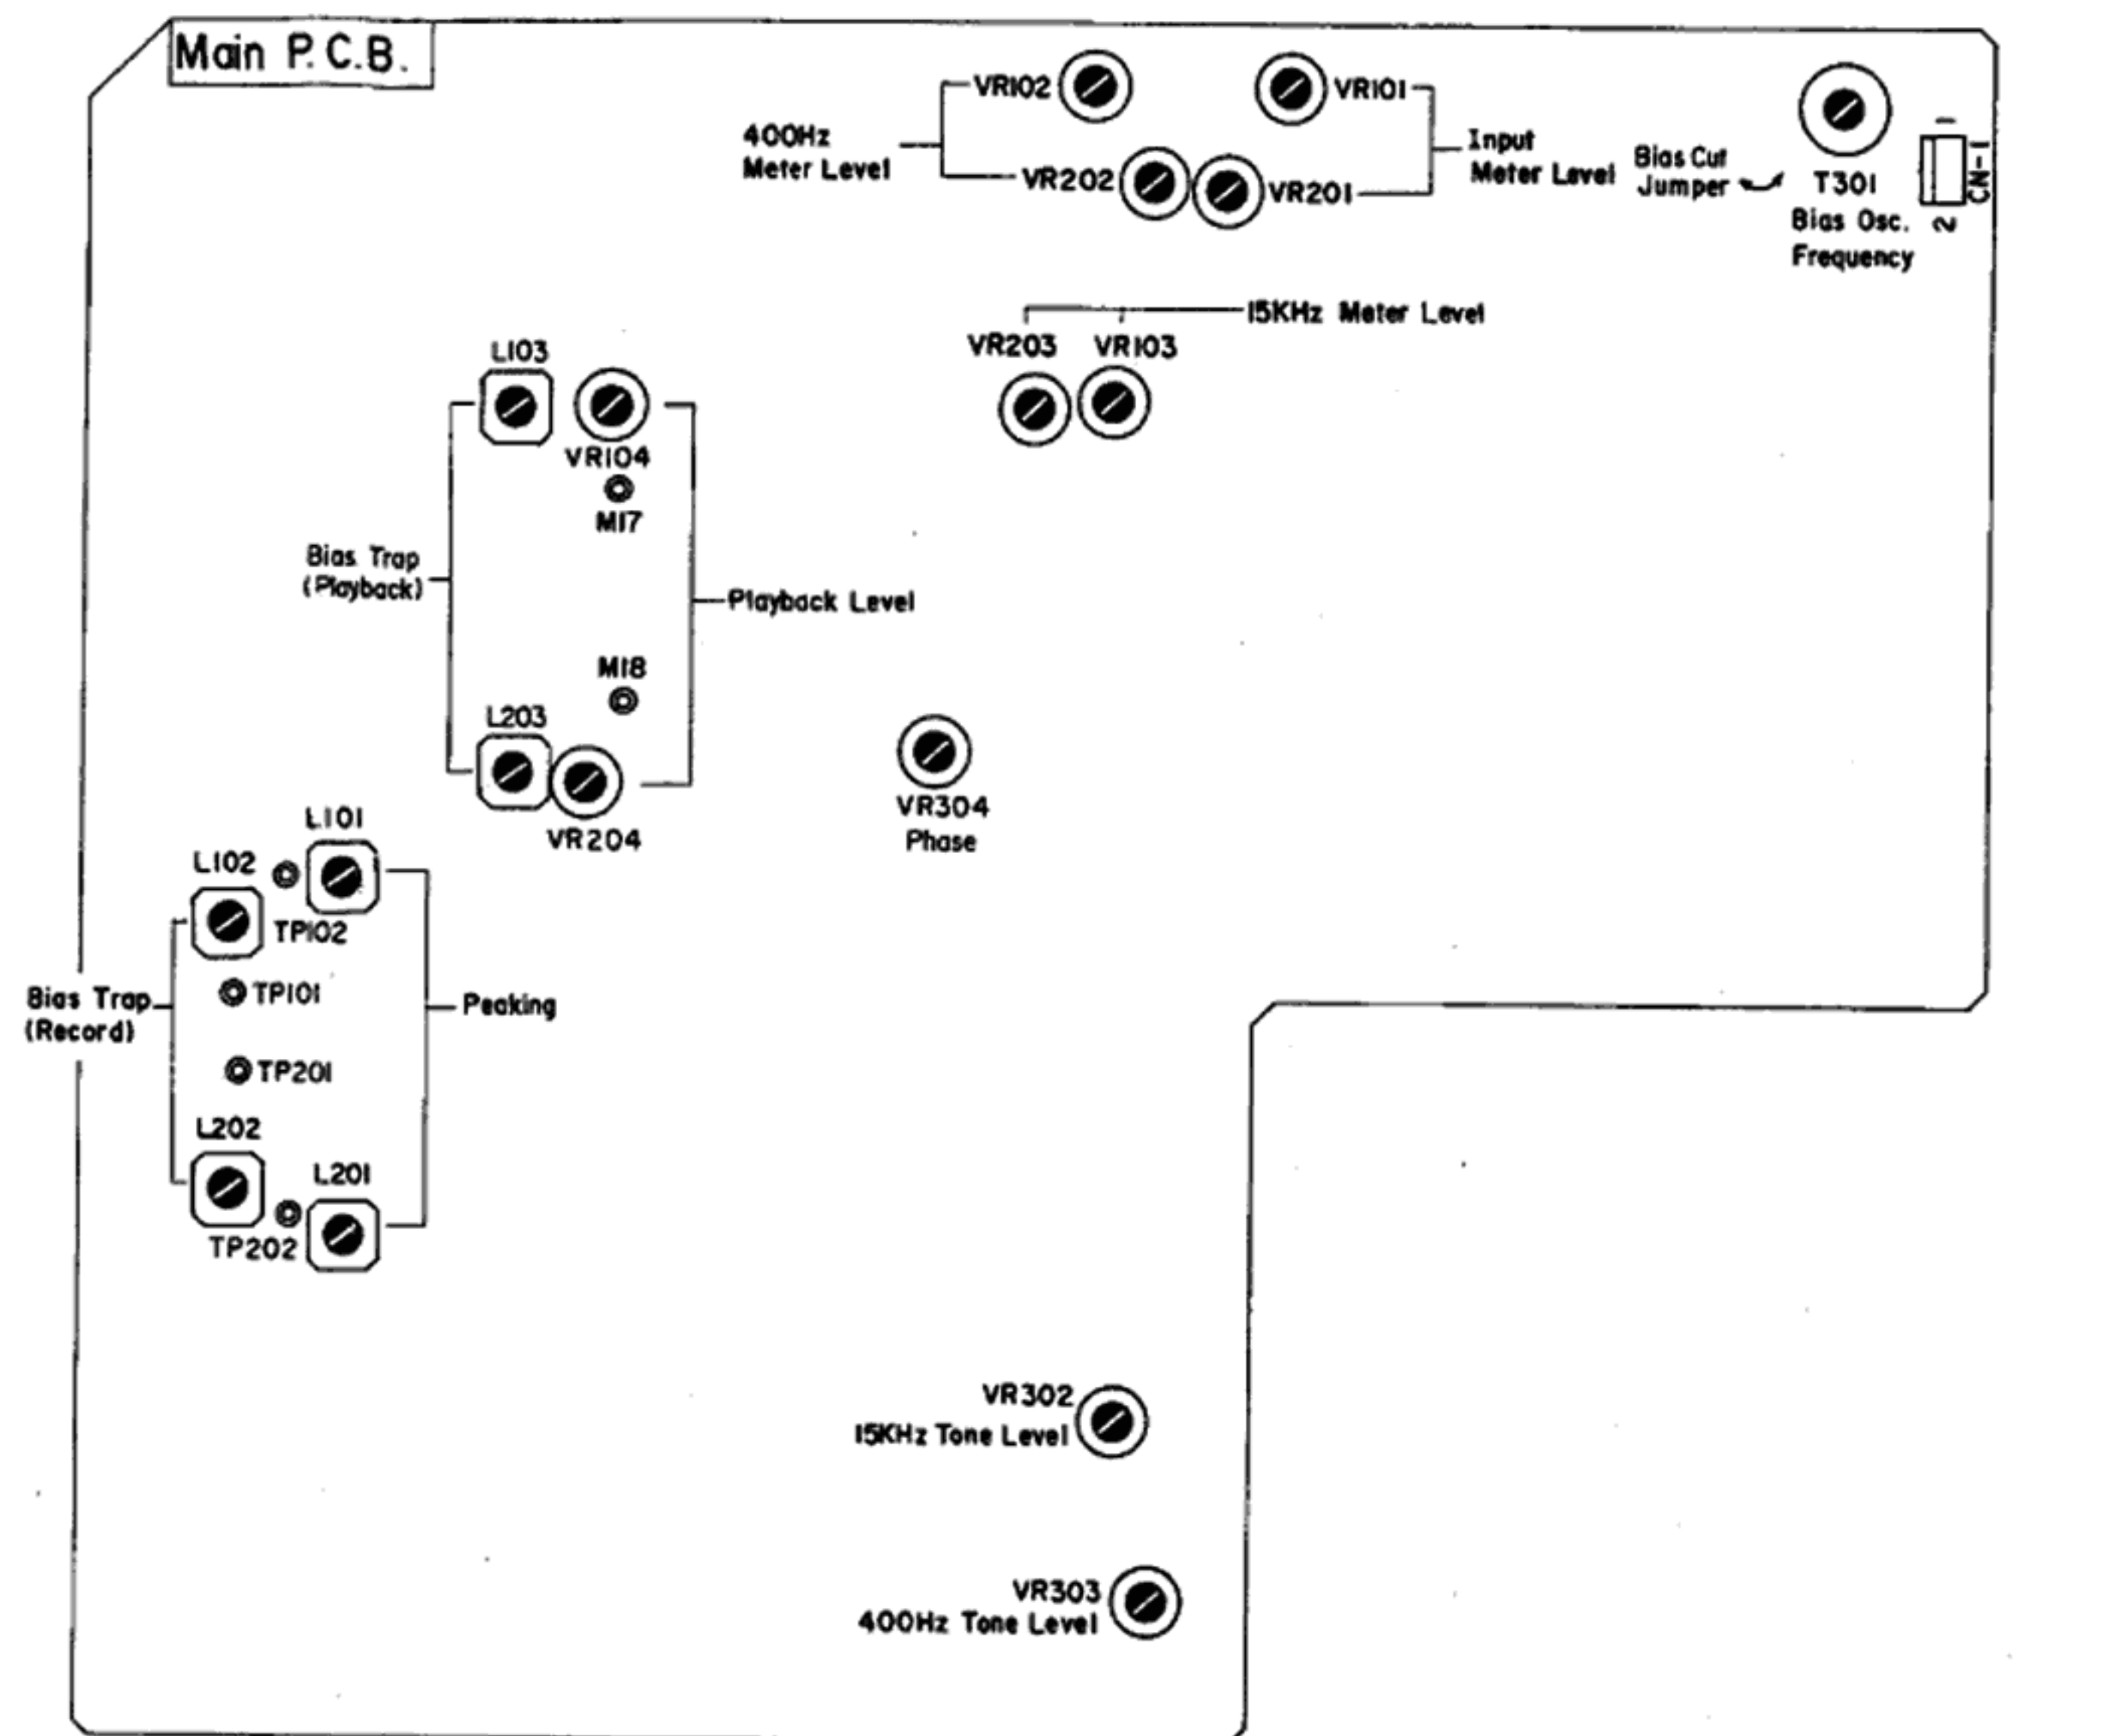 Main P.C.B.
VR102
VR101
400Hz
Meter Level
VR202
VR201
Input
Meter Level
Bias Cut
Jumper
T301
Bias Osc.
Frequency
1
CN-1
2
15KHz Meter Level
VR203
VR103
L103
VR104
M17
Bias Trap
(Playback)
Playback Level
M18
L203
VR204
VR304
Phase
L101
L102
TP102
TP101
Bias Trap
(Record)
Peaking
TP201
L202
L201
TP202
VR302
15KHz Tone Level
VR303
400Hz Tone Level